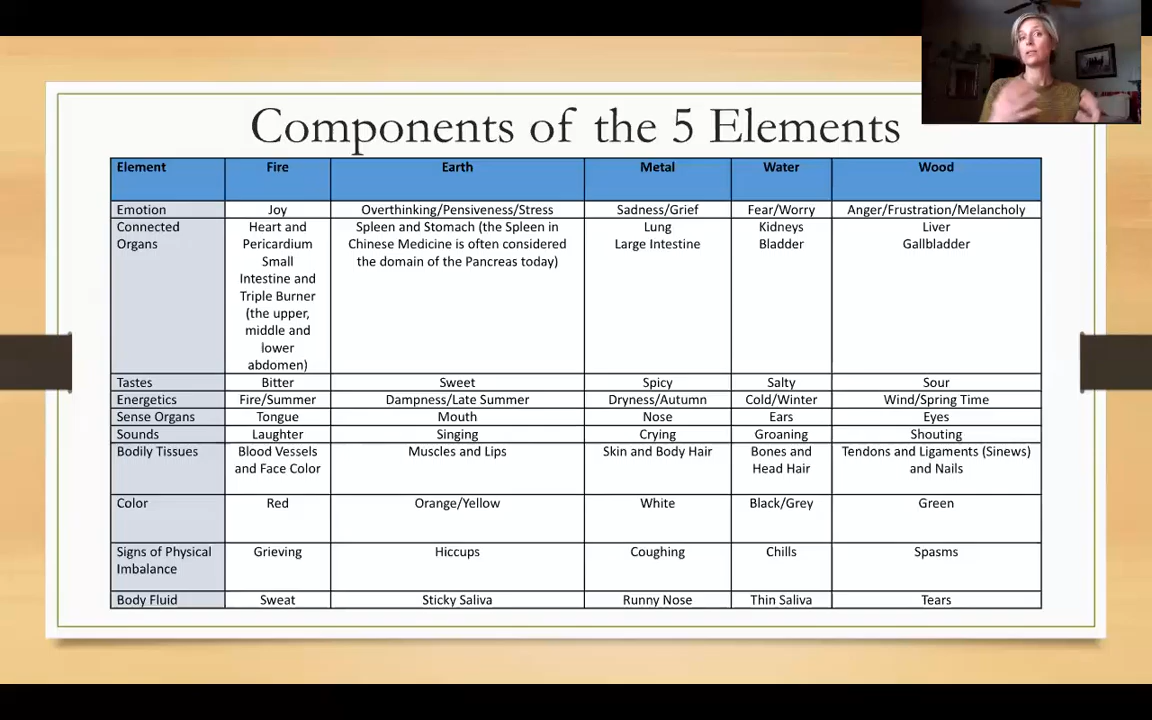 Components of the 5 Elements
Element Fire Earth Metal Water Wood
Emotion Joy Overthinking/Pensiveness/Stress Sadness/Grief Fear/Worry Anger/Frustration/Melancholy
Connected Heart and Spleen and Stomach (the Spleen in Lung Kidneys Liver
Organs Pericardium Chinese Medicine is often considered Large Intestine Bladder Gallbladder
Small the domain of the Pancreas today)
Intestine and
Triple Burner
(the upper,
middle and
lower
abdomen)
Tastes Bitter Sweet Spicy Salty Sour
Energetics Fire/Summer Dampness/Late Summer Dryness/Autumn Cold/Winter Wind/Spring Time
Sense Organs Tongue Mouth Nose Ears Eyes
Sounds Laughter Singing Crying Groaning Shouting
Bodily Tissues Blood Vessels Muscles and Lips Skin and Body Hair Bones and Tendons and Ligaments (Sinews)
and Face Color Head Hair and Nails
Color Red Orange/Yellow White Black/Grey Green
Signs of Physical Grieving Hiccups Coughing Chills Spasms
Imbalance
Body Fluid Sweat Sticky Saliva Runny Nose Thin Saliva Tears